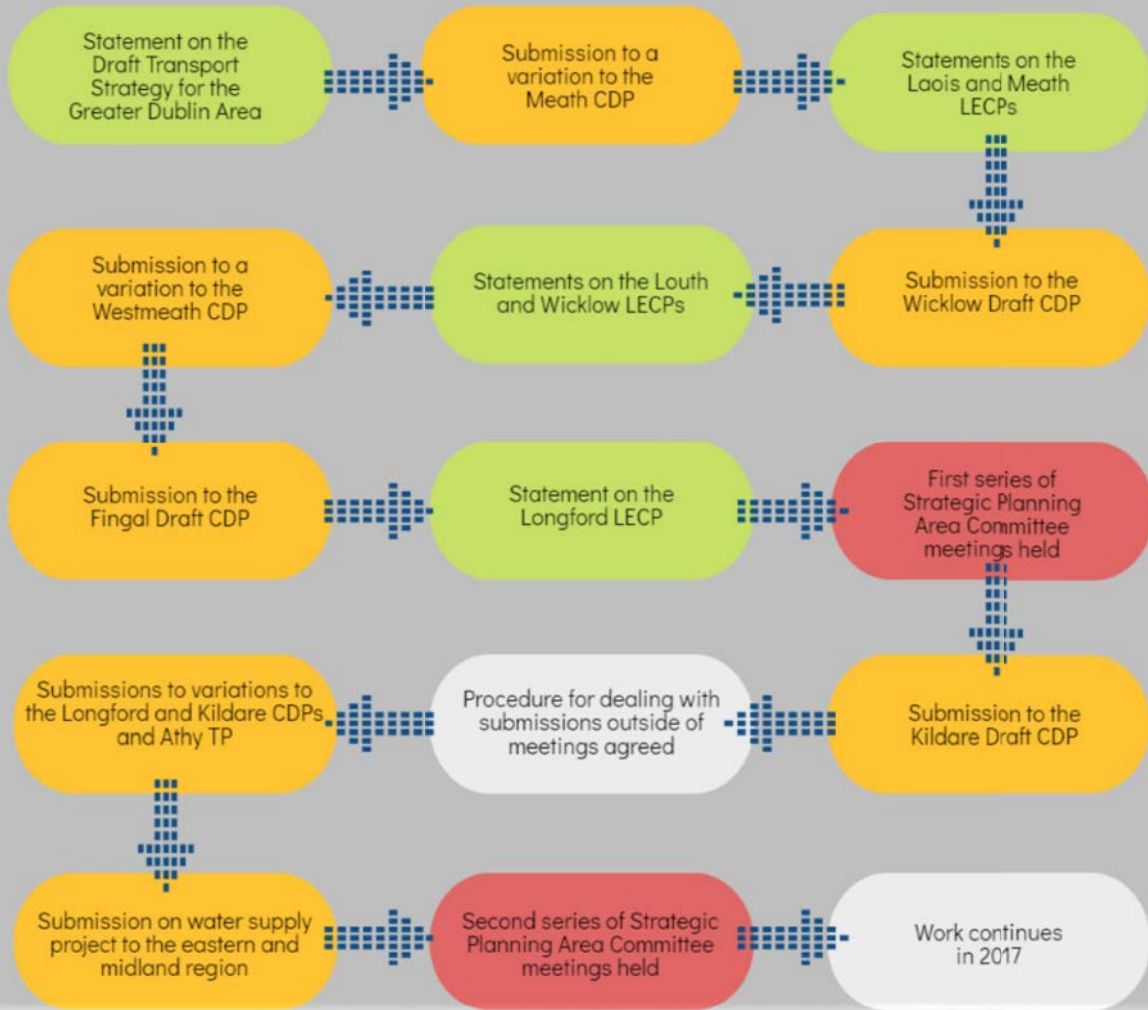 Statement on the
Draft Transport
Strategy for the
Greater Dublin Area
Submission to a
variation to the
Meath CDP
Statements on the
Laois and Meath
LECPs
Submission to the
Wicklow Draft CDP
Statements on the Louth
and Wicklow LECPs
Submission to a
variation to the
Westmeath CDP
Submission to the
Fingal Draft CDP
Statement on the
Longford LECP
First series of
Strategic Planning
Area Committee
meetings held
Submission to the
Kildare Draft CDP
Procedure for dealing with
submissions outside of
meetings agreed
Submissions to variations to
the Longford and Kildare CDPs
and Athy TP
Submission on water supply
project to the eastern and
midland region
Second series of Strategic
Planning Area Committee
meetings held
Work continues
in 2017